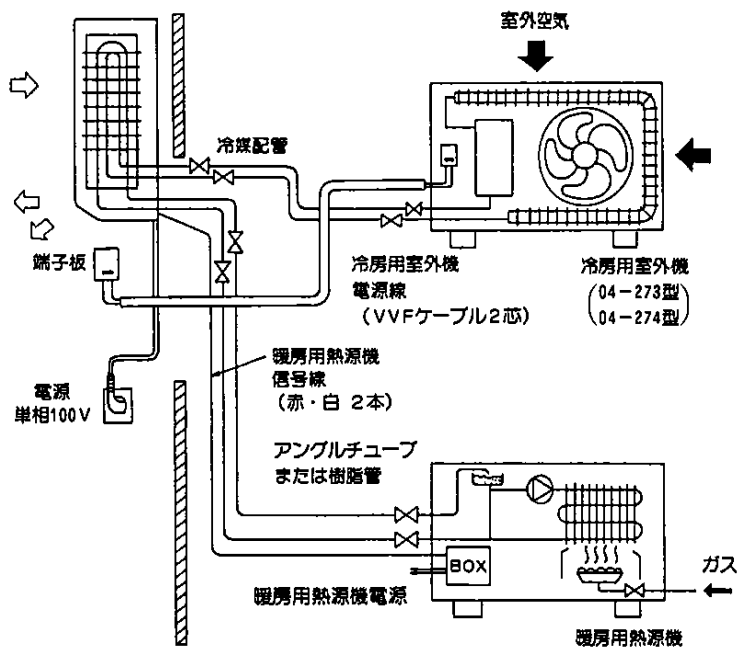 室外空気
冷媒配管
端子板
冷房用室外機
電源線
(VVFケーブル2芯)
冷房用室外機
(04-273型)
(04-274型)
電源
単相100V
暖房用熱源機
信号線
(赤・白 2本)
アングルチューブ
または樹脂管
BOX
ガス
暖房用熱源機電源
暖房用熱源機